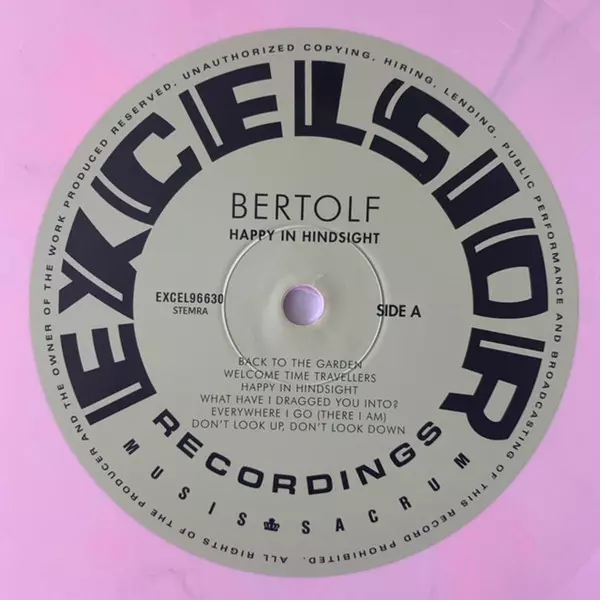 ALL RIGHTS OF THE PRODUCER AND THE OWNER OF THE WORK PRODUCED RESERVED. UNAUTHORIZED COPYING, HIRING, LENDING, PUBLIC PERFORMANCE AND BROADCASTING OF THIS RECORD PROHIBITED.
EXCELSIOR
RECORDINGS
MUSIS SACRUM
BERTOLF
HAPPY IN HINDSIGHT
EXCEL96630
STEMRA
SIDE A
BACK TO THE GARDEN
WELCOME TIME TRAVELLERS
HAPPY IN HINDSIGHT
WHAT HAVE I DRAGGED YOU INTO?
EVERYWHERE I GO (THERE I AM)
DON'T LOOK UP, DON'T LOOK DOWN